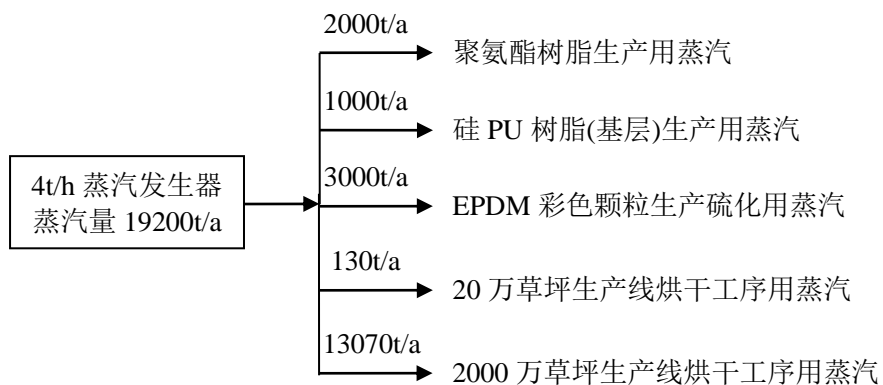 2000t/a
聚氨酯树脂生产用蒸汽
1000t/a
硅 PU 树脂(基层)生产用蒸汽
4t/h 蒸汽发生器
蒸汽量 19200t/a
3000t/a
EPDM 彩色颗粒生产硫化用蒸汽
130t/a
20 万草坪生产线烘干工序用蒸汽
13070t/a
2000 万草坪生产线烘干工序用蒸汽